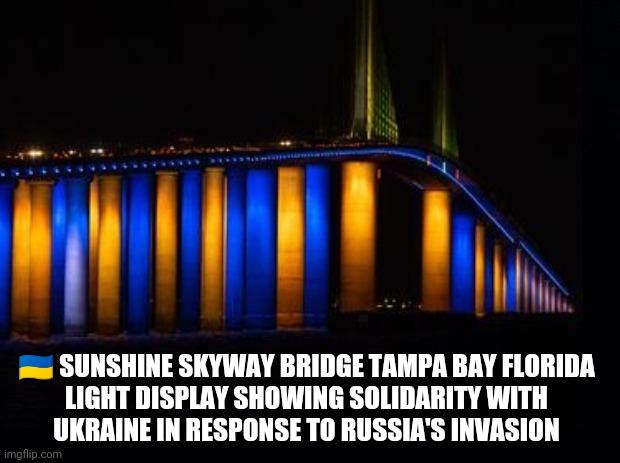 🇺🇦 SUNSHINE SKYWAY BRIDGE TAMPA BAY FLORIDA
LIGHT DISPLAY SHOWING SOLIDARITY WITH
UKRAINE IN RESPONSE TO RUSSIA'S INVASION
imgflip.com